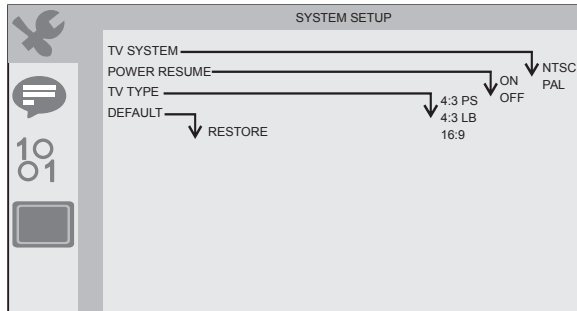 SYSTEM SETUP
TV SYSTEM
NTSC
PAL
POWER RESUME
ON
OFF
TV TYPE
4:3 PS
4:3 LB
16:9
DEFAULT
RESTORE
10
01